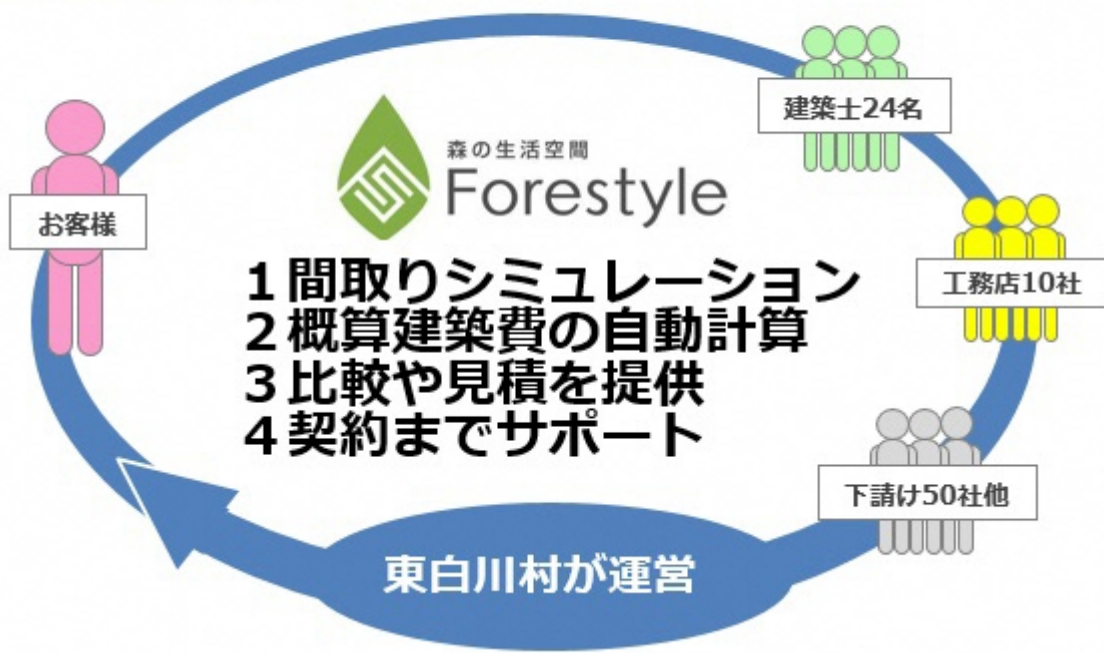 建築士24名
森の生活空間
Forestyle
お客様
工務店10社
1間取りシミュレーション
2概算建築費の自動計算
3比較や見積を提供
4契約までサポート
下請け50社他
東白川村が運営